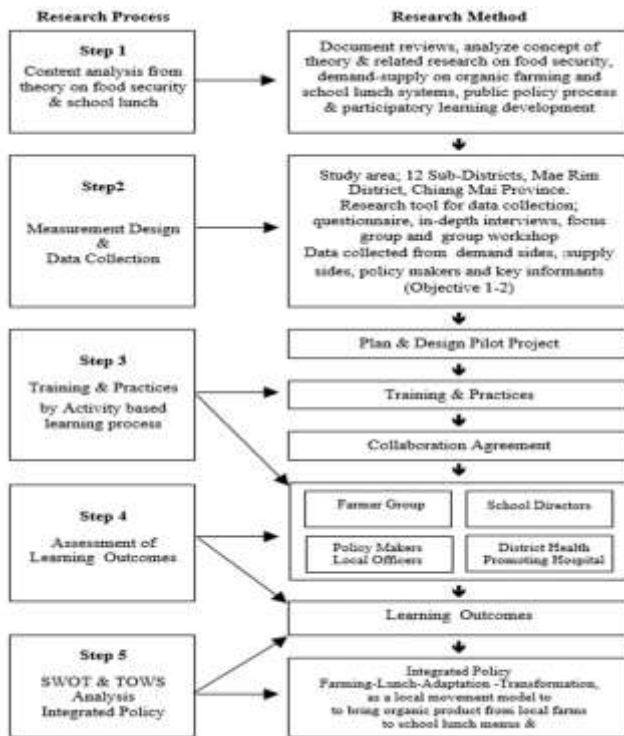 Research Process
Research Method
Step 1
Content analysis from
theory on food security
& school lunch
Document reviews, analyze concept of
theory & related research on food security,
demand-supply on organic farming and
school lunch systems, public policy process
& participatory learning development
Step2
Measurement Design
&
Data Collection
Study area; 12 Sub-Districts, Mae Rim
District, Chiang Mai Province.
Research tool for data collection;
questionnaire, in-depth interviews, focus
group and group workshop
Data collected from demand sides, :supply
sides, policy makers and key informants
(Objective 1-2)
Step 3
Training & Practices
by Activity based
learning process
Plan & Design Pilot Project
Training & Practices
Collaboration Agreement
Farmer Group
School Directors
Policy Makers
Local Officers
District Health
Promoting Hospital
Step 4
Assessment of
Learning Outcomes
Learning Outcomes
Step 5
SWOT & TOWS
Analysis
Integrated Policy
Integrated Policy
Farming-Lunch-Adaptation -Transformation,
as a local movement model to
to bring organic product from local farms
to school lunch menus &